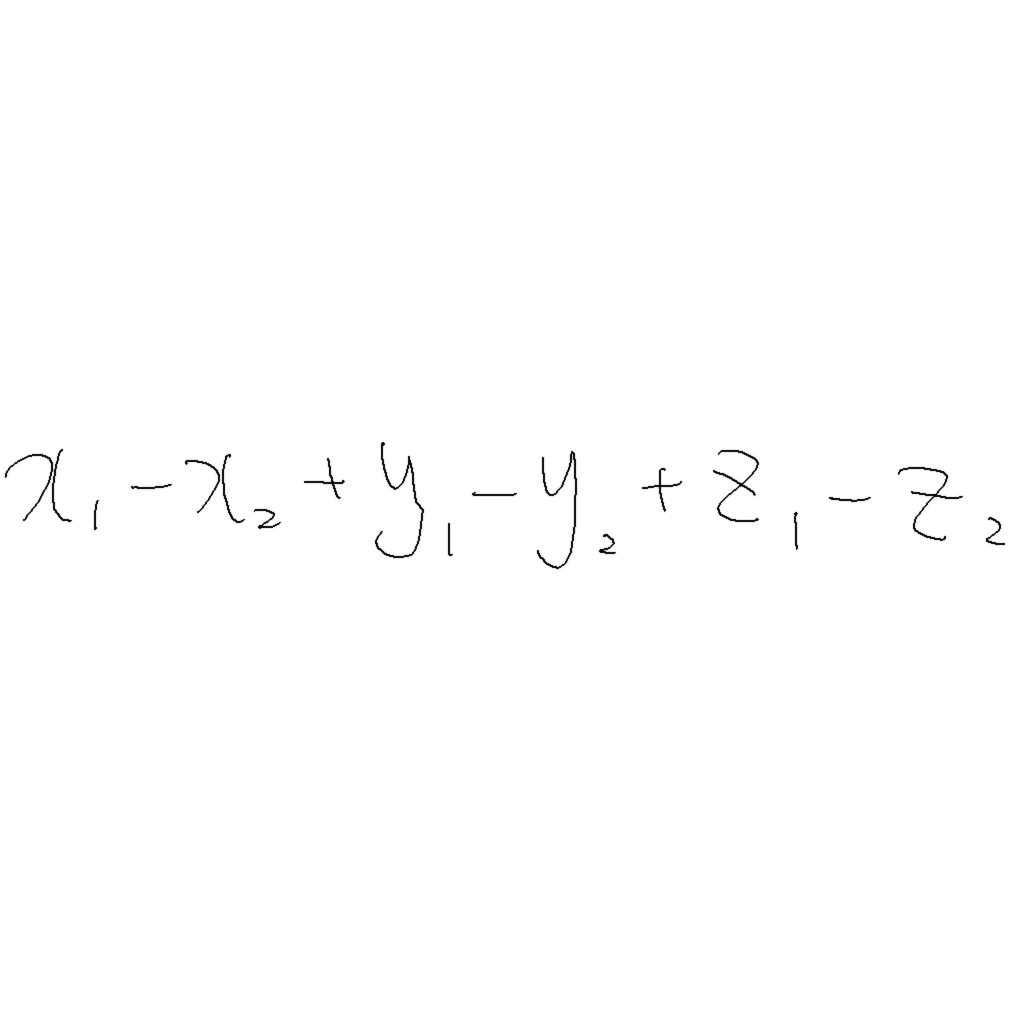 x₁ - x₂ + y₁ - y₂ + z₁ - z₂